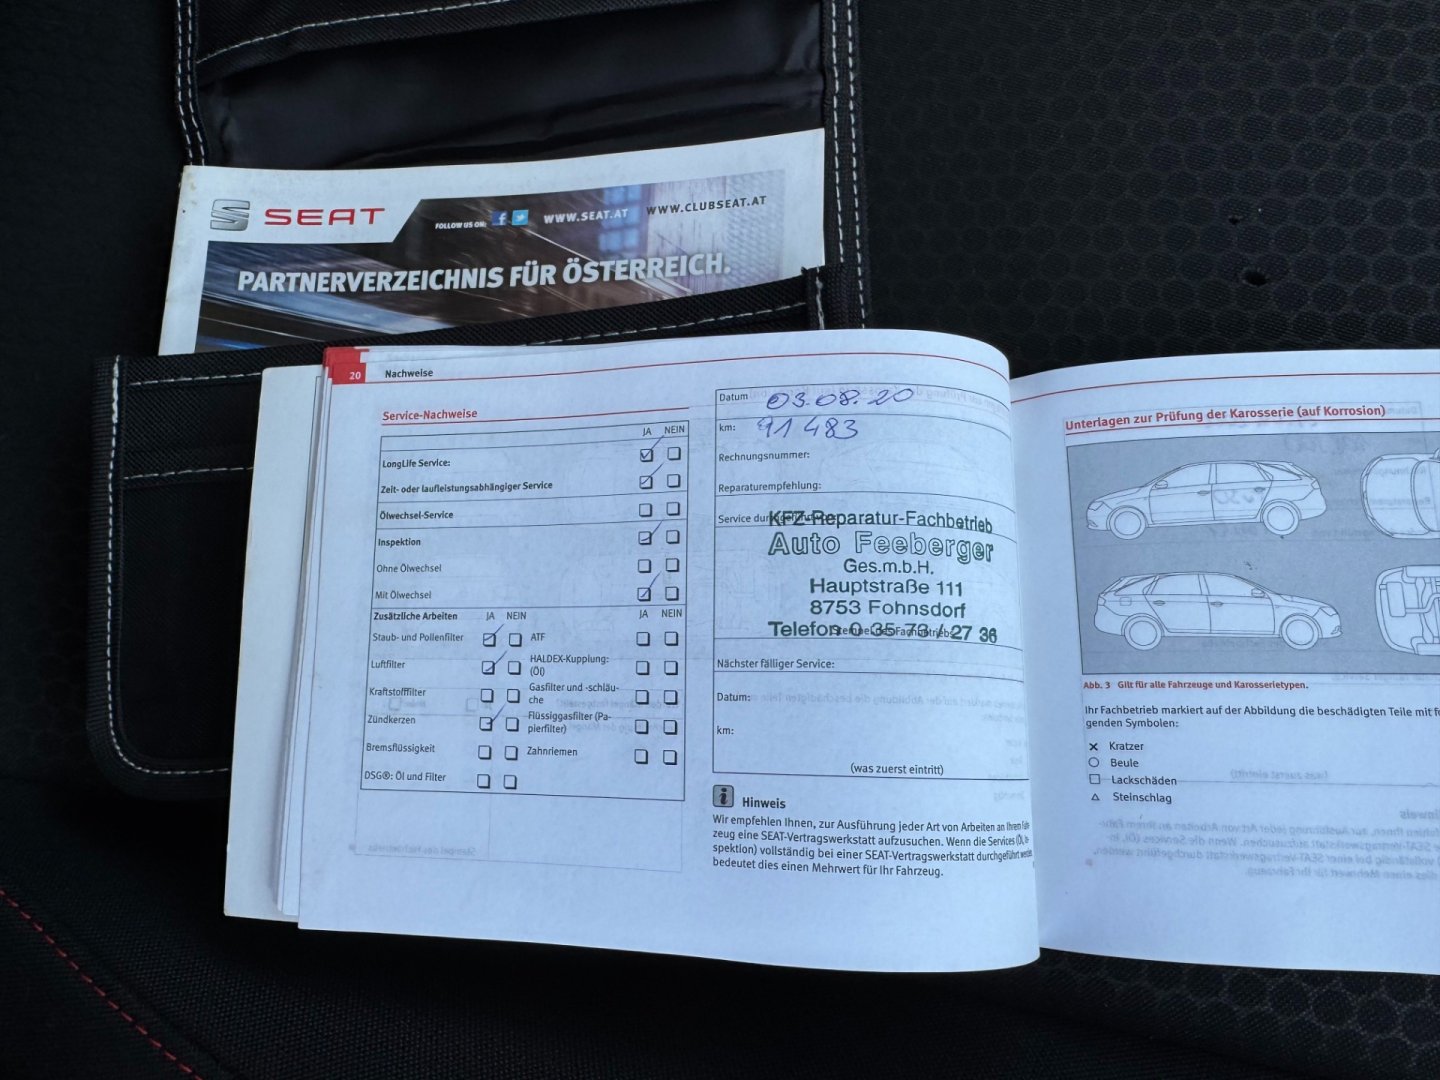 SEAT
FOLLOW US ON: f
WWW.SEAT.AT
WWW.CLUBSEAT.AT
PARTNERVERZEICHNIS FÜR ÖSTERREICH.
20
Nachweise
Service-Nachweise
JA NEIN
LongLife Service:
Zeit- oder laufleistungsabhängiger Service
Ölwechsel-Service
Inspektion
Ohne Ölwechsel
Mit Ölwechsel
Zusätzliche Arbeiten JA NEIN JA NEIN
Staub- und Pollenfilter ATF
Luftfilter HALDEX-Kupplung:
(Öl)
Kraftstofffilter Gasfilter und -schläu-
che
Zündkerzen Flüssiggasfilter (Pa-
pierfilter)
Bremsflüssigkeit Zahnriemen
DSG®: Öl und Filter
Datum 03.08.20
km: 91 483
Rechnungsnummer:
Reparaturempfehlung:
Service
KFZ-Reparatur-Fachbetrieb
Auto Feeberger
Ges.m.b.H.
Hauptstraße 111
8753 Fohnsdorf
Telefon 0 35 73 / 27 36
Stempel des Fachbetriebs
Nächster fälliger Service:
Datum:
km:
(was zuerst eintritt)
i Hinweis
Wir empfehlen Ihnen, zur Ausführung jeder Art von Arbeiten an Ihrem Fahr-
zeug eine SEAT-Vertragswerkstatt aufzusuchen. Wenn die Services (Öl, In-
spektion) vollständig bei einer SEAT-Vertragswerkstatt durchgeführt werden,
bedeutet dies einen Mehrwert für Ihr Fahrzeug.
Unterlagen zur Prüfung der Karosserie (auf Korrosion)
Abb. 3 Gilt für alle Fahrzeuge und Karosserietypen.
Ihr Fachbetrieb markiert auf der Abbildung die beschädigten Teile mit fo
genden Symbolen:
Kratzer
Beule
Lackschäden
Steinschlag